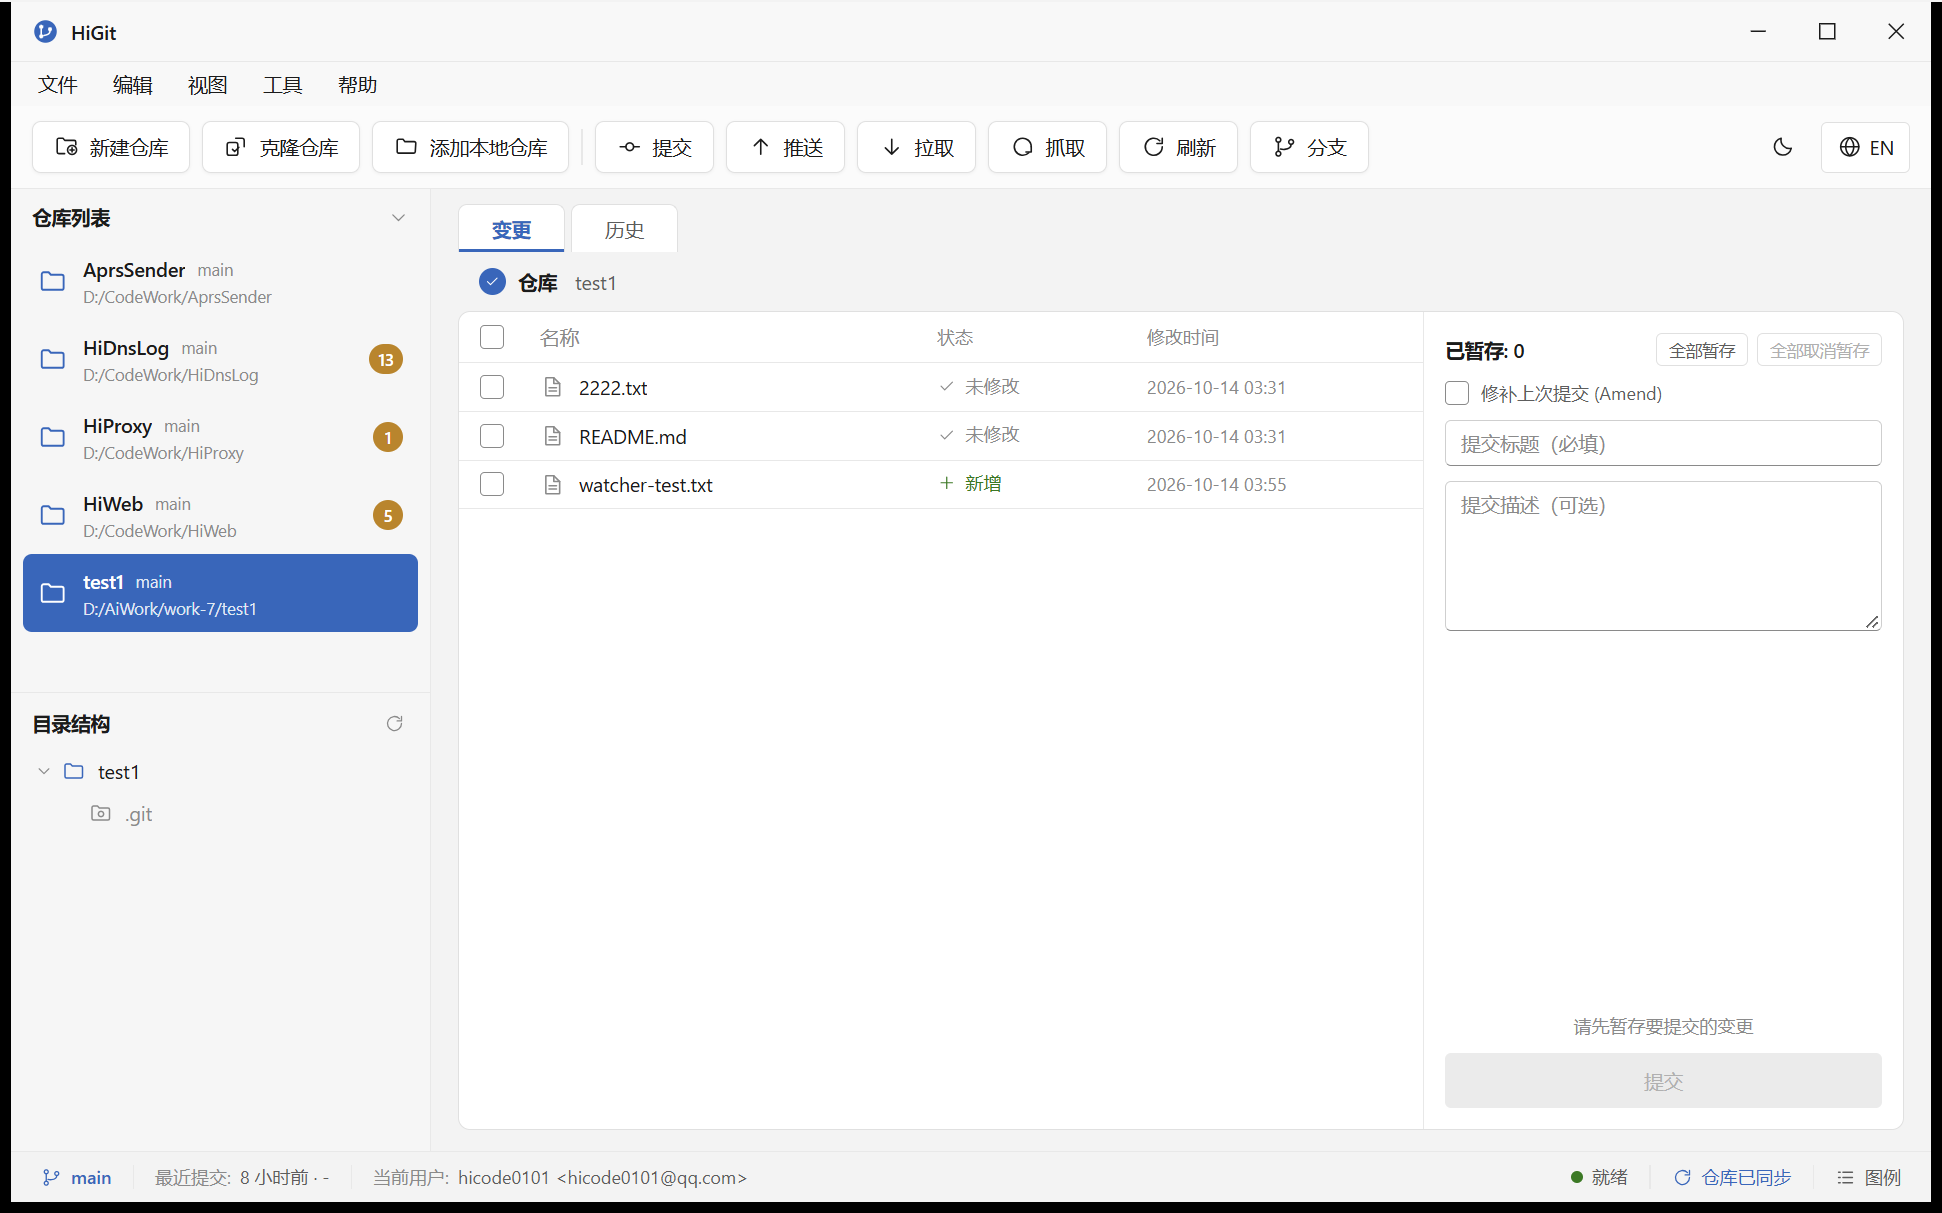 HiGit
文件 编辑 视图 工具 帮助
新建仓库 克隆仓库 添加本地仓库 提交 推送 拉取 抓取 刷新 分支 EN
仓库列表
AprsSender main
D:/CodeWork/AprsSender
HiDnsLog main
D:/CodeWork/HiDnsLog
13
HiProxy main
D:/CodeWork/HiProxy
1
HiWeb main
D:/CodeWork/HiWeb
5
test1 main
D:/AiWork/work-7/test1
目录结构
test1
.git
变更 历史
仓库 test1
名称 状态 修改时间
2222.txt 未修改 2026-10-14 03:31
README.md 未修改 2026-10-14 03:31
watcher-test.txt 新增 2026-10-14 03:55
已暂存: 0 全部暂存 全部取消暂存
修补上次提交 (Amend)
提交标题（必填）
提交描述（可选）
请先暂存要提交的变更
提交
main 最近提交: 8 小时前 · - 当前用户: hicode0101 <hicode0101@qq.com> 就绪 仓库已同步 图例